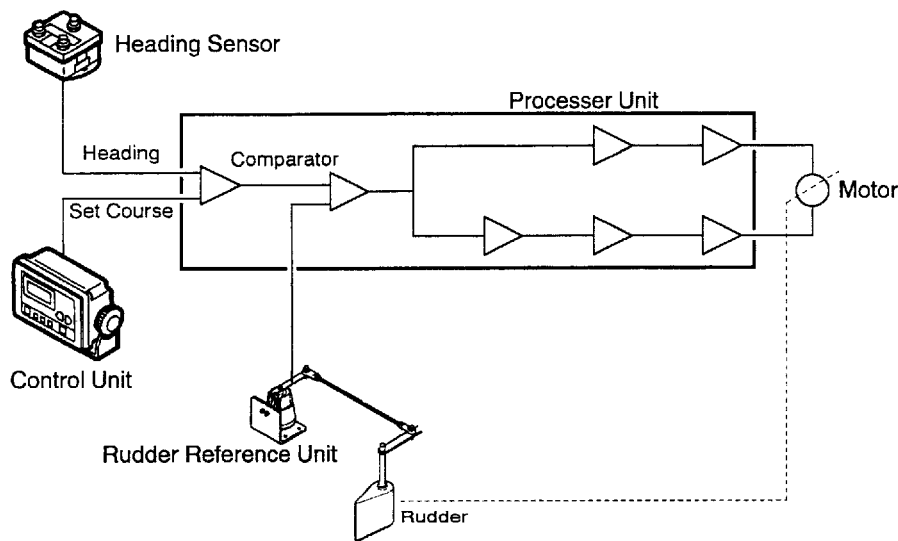 Heading Sensor
Processer Unit
Heading
Comparator
Set Course
Motor
Control Unit
Rudder Reference Unit
Rudder